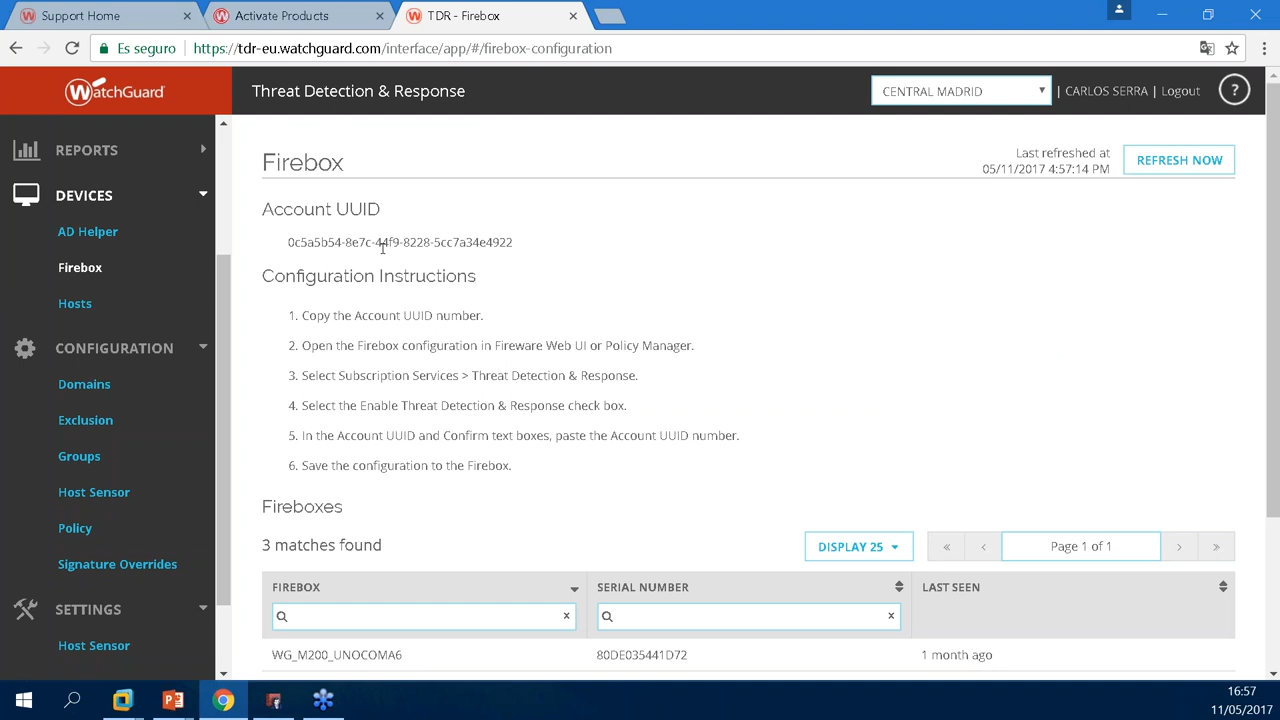 Support Home
Activate Products
TDR - Firebox
Es seguro
https://tdr-eu.watchguard.com/interface/app/#/firebox-configuration
WatchGuard
Threat Detection & Response
CENTRAL MADRID
| CARLOS SERRA | Logout
?
REPORTS
DEVICES
AD Helper
Firebox
Hosts
CONFIGURATION
Domains
Exclusion
Groups
Host Sensor
Policy
Signature Overrides
SETTINGS
Host Sensor
Firebox
Last refreshed at
05/11/2017 4:57:14 PM
REFRESH NOW
Account UUID
0c5a5b54-8e7c-44f9-8228-5cc7a34e4922
Configuration Instructions
1. Copy the Account UUID number.
2. Open the Firebox configuration in Fireware Web UI or Policy Manager.
3. Select Subscription Services > Threat Detection & Response.
4. Select the Enable Threat Detection & Response check box.
5. In the Account UUID and Confirm text boxes, paste the Account UUID number.
6. Save the configuration to the Firebox.
Fireboxes
3 matches found
DISPLAY 25
« ‹ Page 1 of 1 › »
FIREBOX SERIAL NUMBER LAST SEEN
WG_M200_UNOCOMA6 80DE035441D72 1 month ago
16:57
11/05/2017